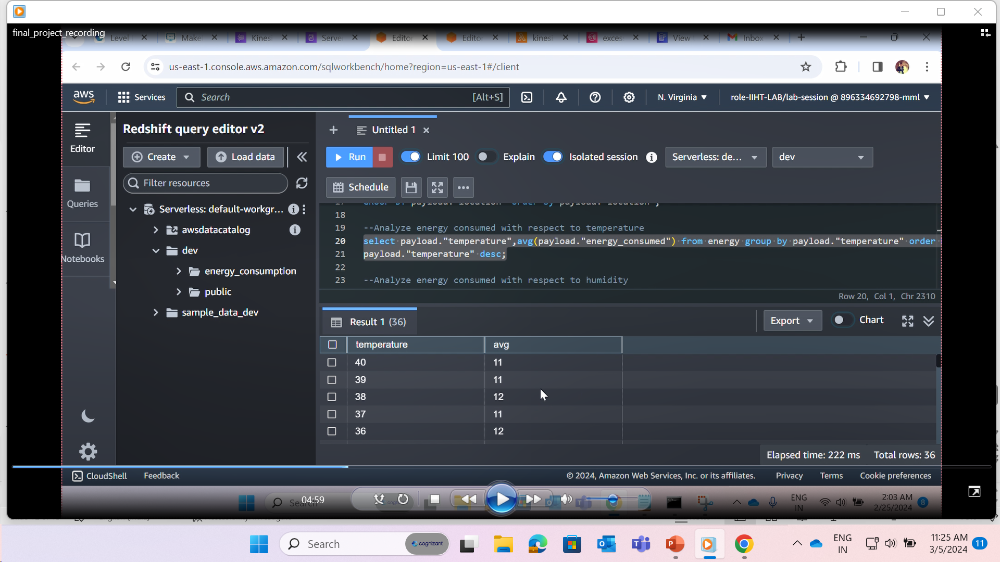 final_project_recording
Level
Make
Kinesi
Serve
Editor
Editor
kinesi
exces
View
Inbox
us-east-1.console.aws.amazon.com/sqlworkbench/home?region=us-east-1#/client
aws
Services
Search
[Alt+S]
N. Virginia
role-IIHT-LAB/lab-session @ 896334692798-mml
Editor
Queries
Notebooks
Redshift query editor v2
Create
Load data
Filter resources
Serverless: default-workgr...
awsdatacatalog
dev
energy_consumption
public
sample_data_dev
Untitled 1
Run
Limit 100
Explain
Isolated session
Serverless: de...
dev
Schedule
18
19 --Analyze energy consumed with respect to temperature
20 select payload."temperature",avg(payload."energy_consumed") from energy group by payload."temperature" order
21 payload."temperature" desc;
22
23 --Analyze energy consumed with respect to humidity
Row 20, Col 1, Chr 2310
Result 1 (36)
Export
Chart
temperature avg
40 11
39 11
38 12
37 11
36 12
Elapsed time: 222 ms Total rows: 36
CloudShell
Feedback
© 2024, Amazon Web Services, Inc. or its affiliates.
Privacy
Terms
Cookie preferences
04:59
Search
ENG
IN
2:03 AM
2/25/2024
8
Search
cognizant
ENG
IN
11:25 AM
3/5/2024
11